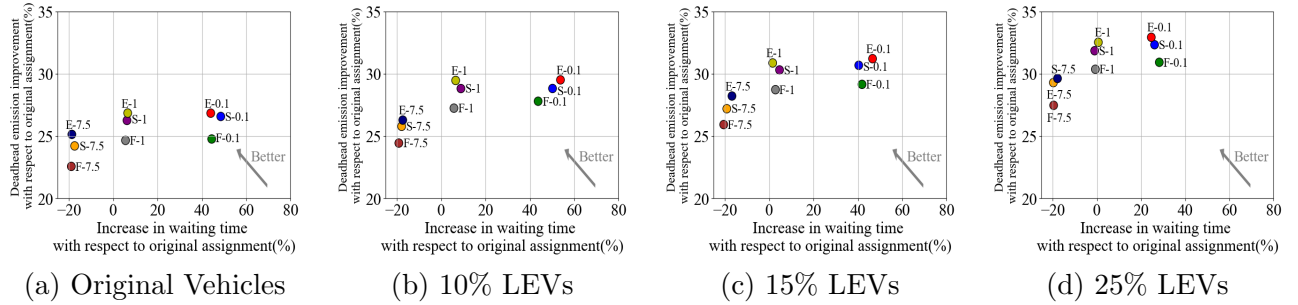 Deadhead emission improvement
with respect to original assignment(%)
35
30
25
20
E-7.5
S-7.5
F-7.5
E-1
S-1
F-1
E-0.1
S-0.1
F-0.1
Better
−20 0 20 40 60 80
Increase in waiting time
with respect to original assignment(%)
(a) Original Vehicles
Deadhead emission improvement
with respect to original assignment(%)
35
30
25
20
E-7.5
S-7.5
F-7.5
E-1
S-1
F-1
E-0.1
S-0.1
F-0.1
Better
−20 0 20 40 60 80
Increase in waiting time
with respect to original assignment(%)
(b) 10% LEVs
Deadhead emission improvement
with respect to original assignment(%)
35
30
25
20
E-7.5
S-7.5
F-7.5
E-1
S-1
F-1
E-0.1
S-0.1
F-0.1
Better
−20 0 20 40 60 80
Increase in waiting time
with respect to original assignment(%)
(c) 15% LEVs
Deadhead emission improvement
with respect to original assignment(%)
35
30
25
20
S-7.5
E-7.5
F-7.5
E-1
S-1
F-1
E-0.1
S-0.1
F-0.1
Better
−20 0 20 40 60 80
Increase in waiting time
with respect to original assignment(%)
(d) 25% LEVs